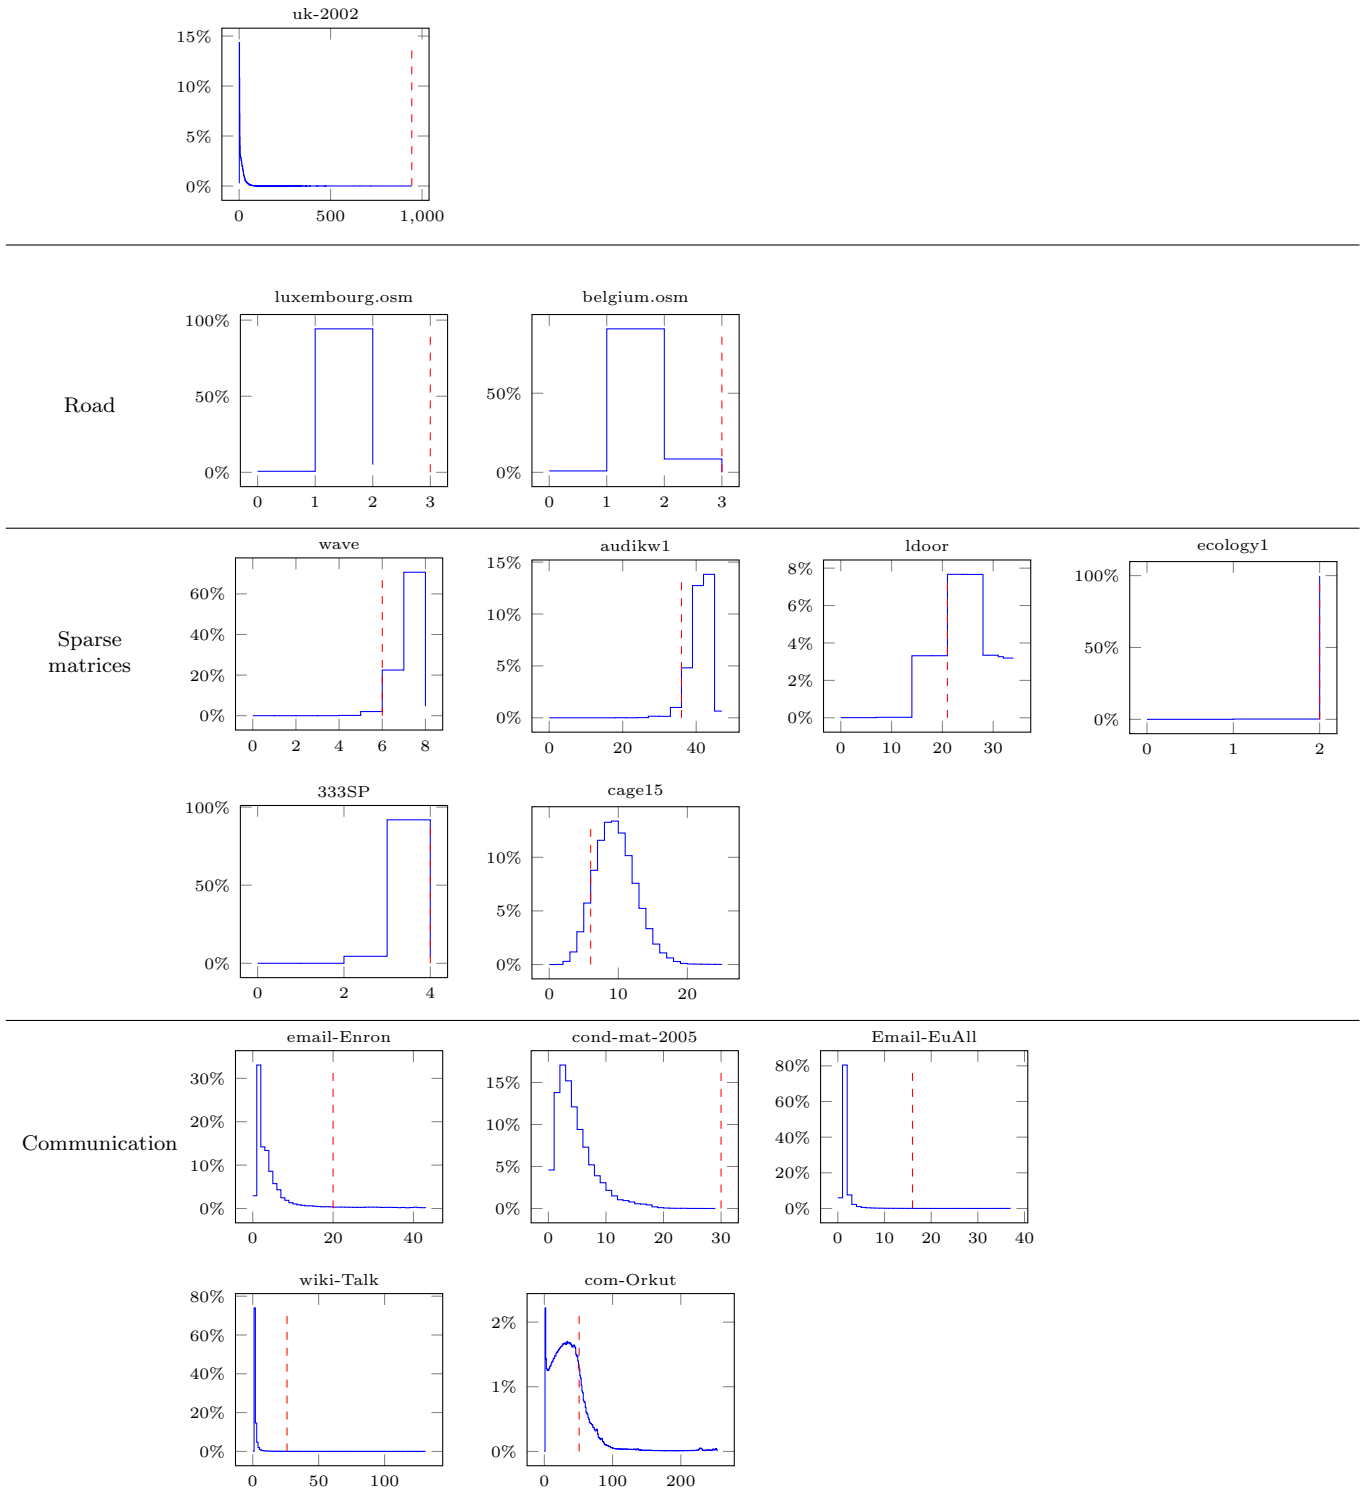 uk-2002
15%
10%
5%
0%
0 500 1,000
luxembourg.osm belgium.osm
100%
50% 50%
Road
0% 0%
0 1 2 3 0 1 2 3
wave audikw1 ldoor ecology1
60% 40% 20% 0%
15% 10% 5% 0%
8% 6% 4% 2% 0%
100% 50% 0%
Sparse
matrices
0 2 4 6 8 0 20 40 0 10 20 30 0 1 2
333SP cage15
100% 50% 0%
10% 5% 0%
0 2 4 0 10 20
email-Enron cond-mat-2005 Email-EuAll
30% 20% 10% 0%
15% 10% 5% 0%
80% 60% 40% 20% 0%
Communication
0 20 40 0 10 20 30 0 10 20 30 40
wiki-Talk com-Orkut
80% 60% 40% 20% 0%
2% 1% 0%
0 50 100 0 100 200